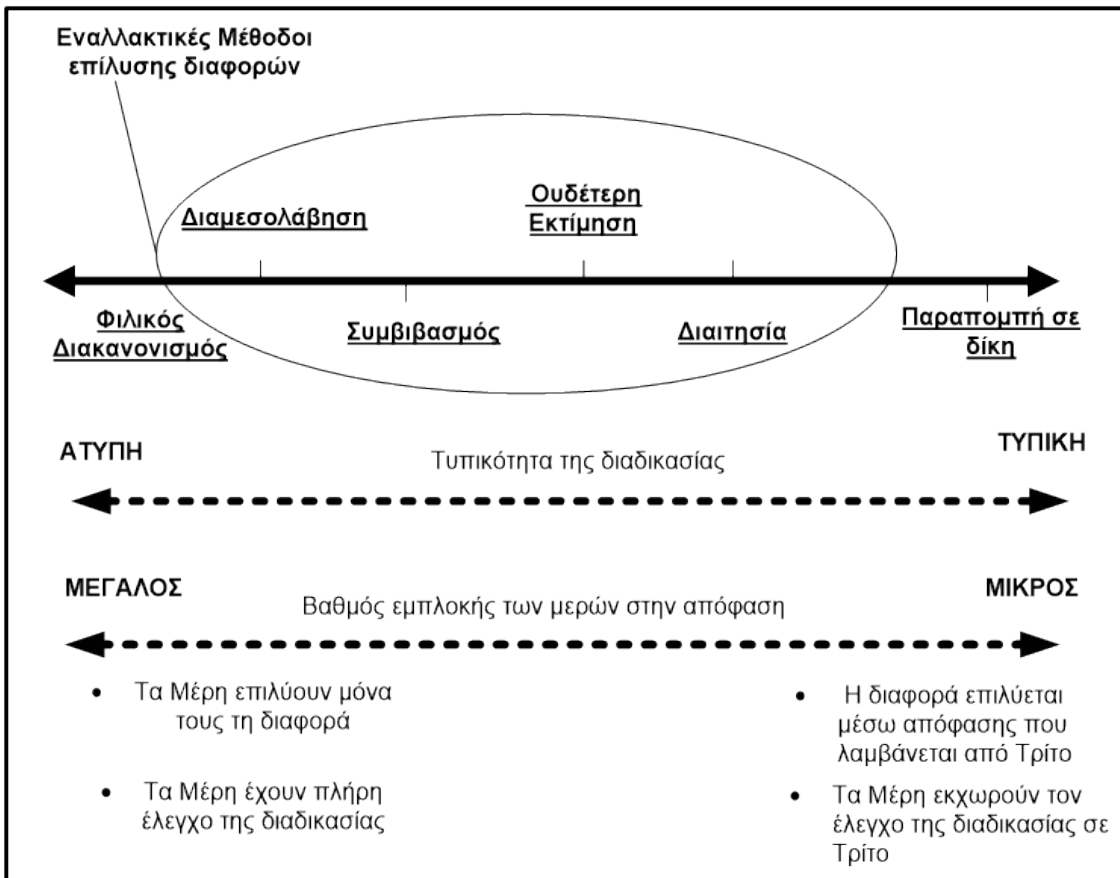 Εναλλακτικές Μέθοδοι
επίλυσης διαφορών
Διαμεσολάβηση
Ουδέτερη
Εκτίμηση
Φιλικός
Διακανονισμός
Συμβιβασμός
Διαιτησία
Παραπομπή σε
δίκη
ΑΤΥΠΗ
ΤΥΠΙΚΗ
Τυπικότητα της διαδικασίας
ΜΕΓΑΛΟΣ
ΜΙΚΡΟΣ
Βαθμός εμπλοκής των μερών στην απόφαση
• Τα Μέρη επιλύουν μόνα
τους τη διαφορά
• Τα Μέρη έχουν πλήρη
έλεγχο της διαδικασίας
• Η διαφορά επιλύεται
μέσω απόφασης που
λαμβάνεται από Τρίτο
• Τα Μέρη εκχωρούν τον
έλεγχο της διαδικασίας σε
Τρίτο